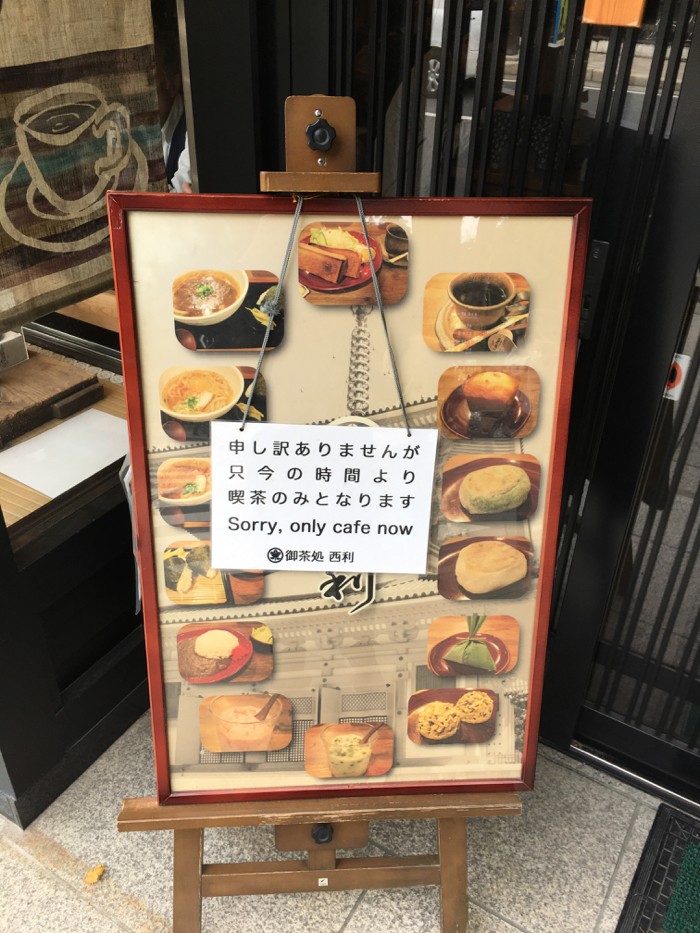 申し訳ありませんが
只今の時間より
喫茶のみとなります
Sorry, only cafe now
御茶処 西利